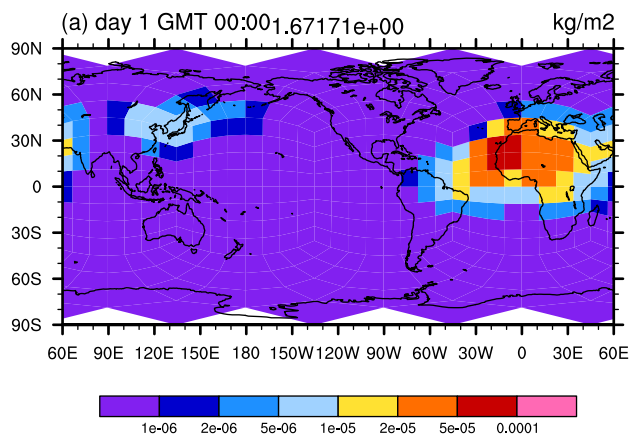 (a) day 1 GMT 00:00 1.67171e+00 kg/m2
90N
60N
30N
0
30S
60S
90S
60E 90E 120E 150E 180 150W 120W 90W 60W 30W 0 30E 60E
1e-06 2e-06 5e-06 1e-05 2e-05 5e-05 0.0001